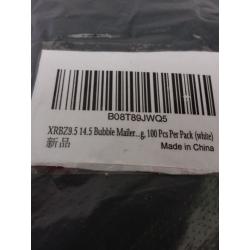 B08T89JWQ5
XRBZ9.5 14.5 Bubble Mailer...g, 100 Pcs Per Pack (white)
新品
Made in China